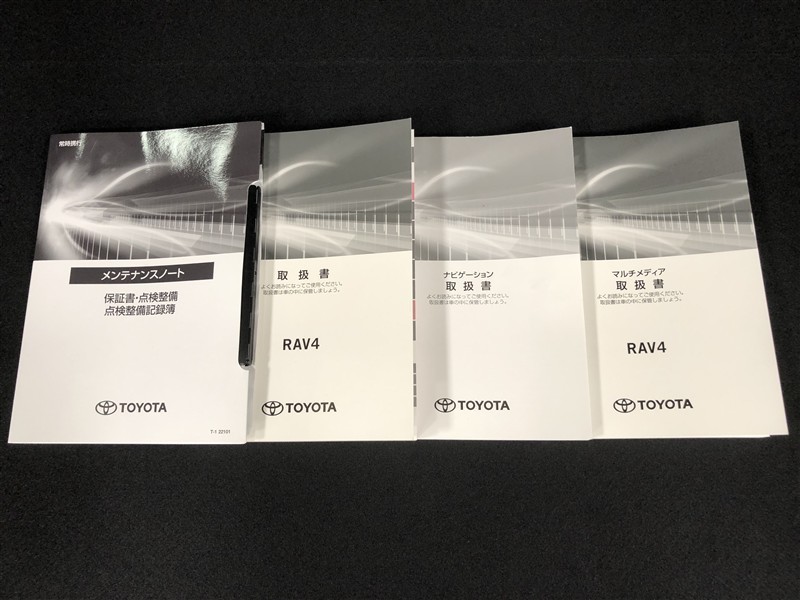 常時携行
メンテナンスノート
保証書・点検整備
点検整備記録簿
TOYOTA
T-1 22101
取扱書
よくお読みになってご使用ください。
取扱書は車の中に保管しましょう。
RAV4
TOYOTA
ナビゲーション
取扱書
よくお読みになってご使用ください。
取扱書は車の中に保管しましょう。
TOYOTA
マルチメディア
取扱書
よくお読みになってご使用ください。
取扱書は車の中に保管しましょう。
RAV4
TOYOTA